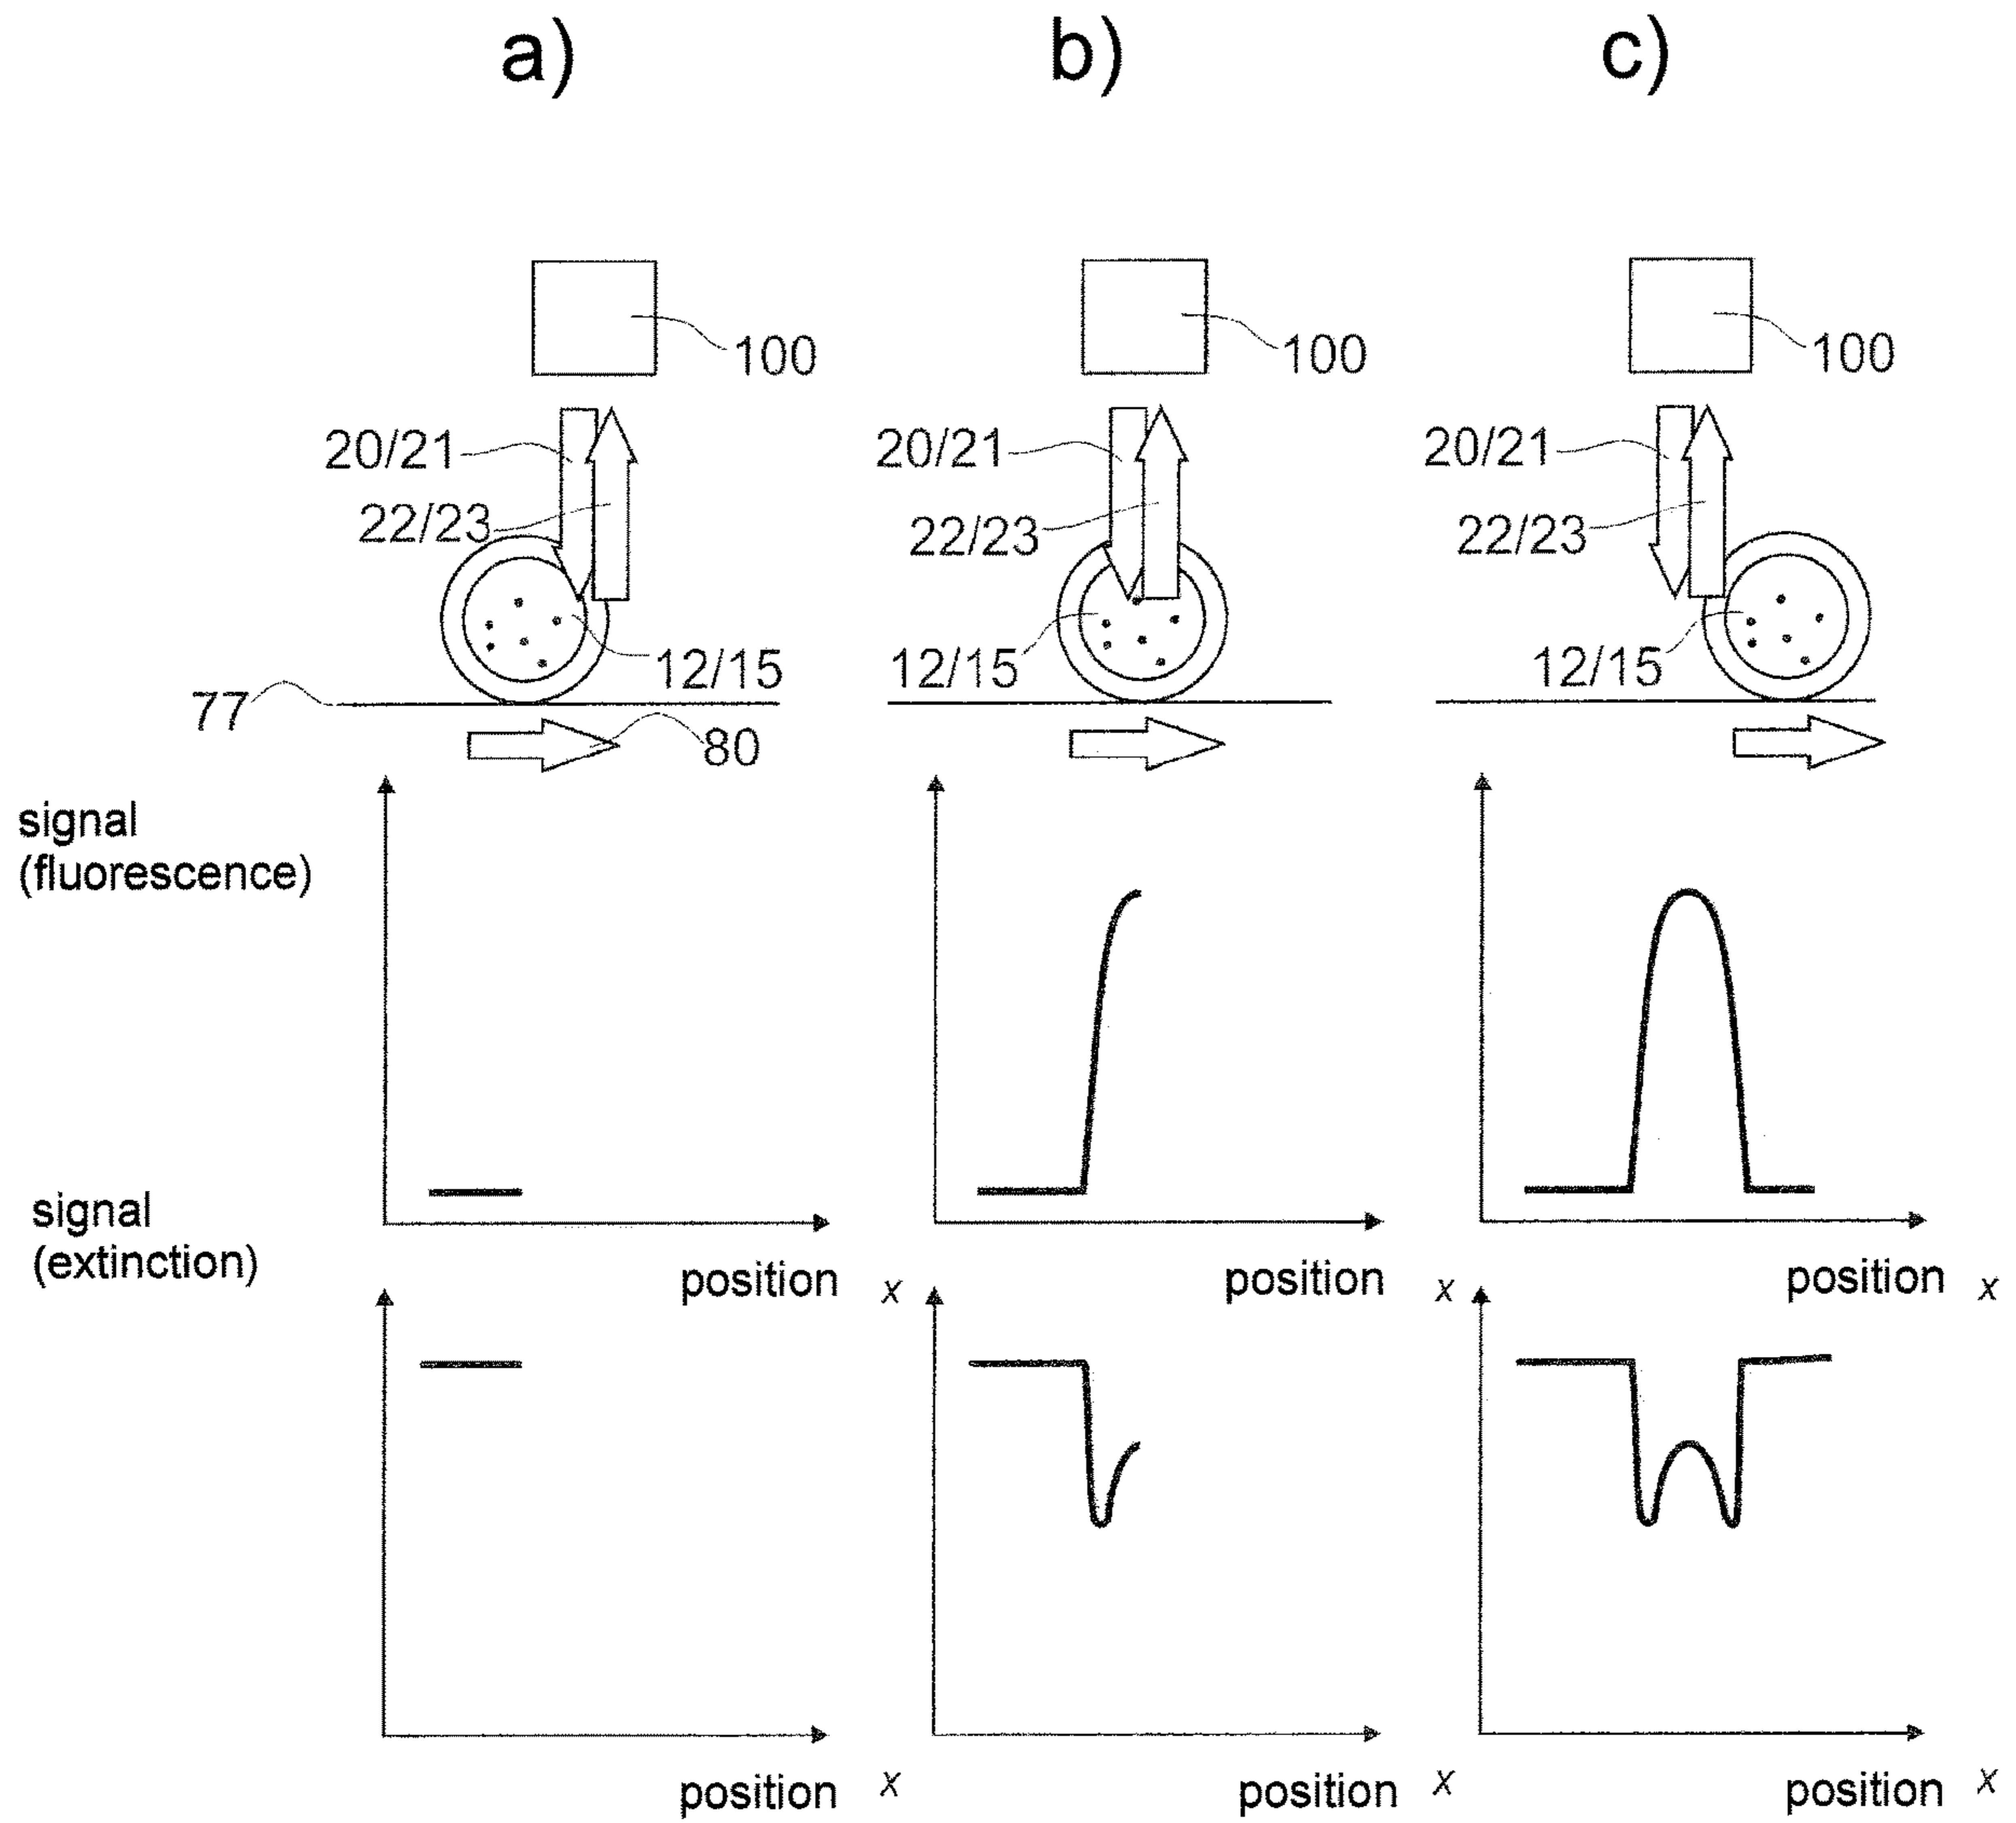 a) b) c)
100 100 100
20/21 20/21 20/21
22/23 22/23 22/23
12/15 12/15 12/15
77
80
signal
(fluorescence)
position x position x position x
signal
(extinction)
position x position x position x